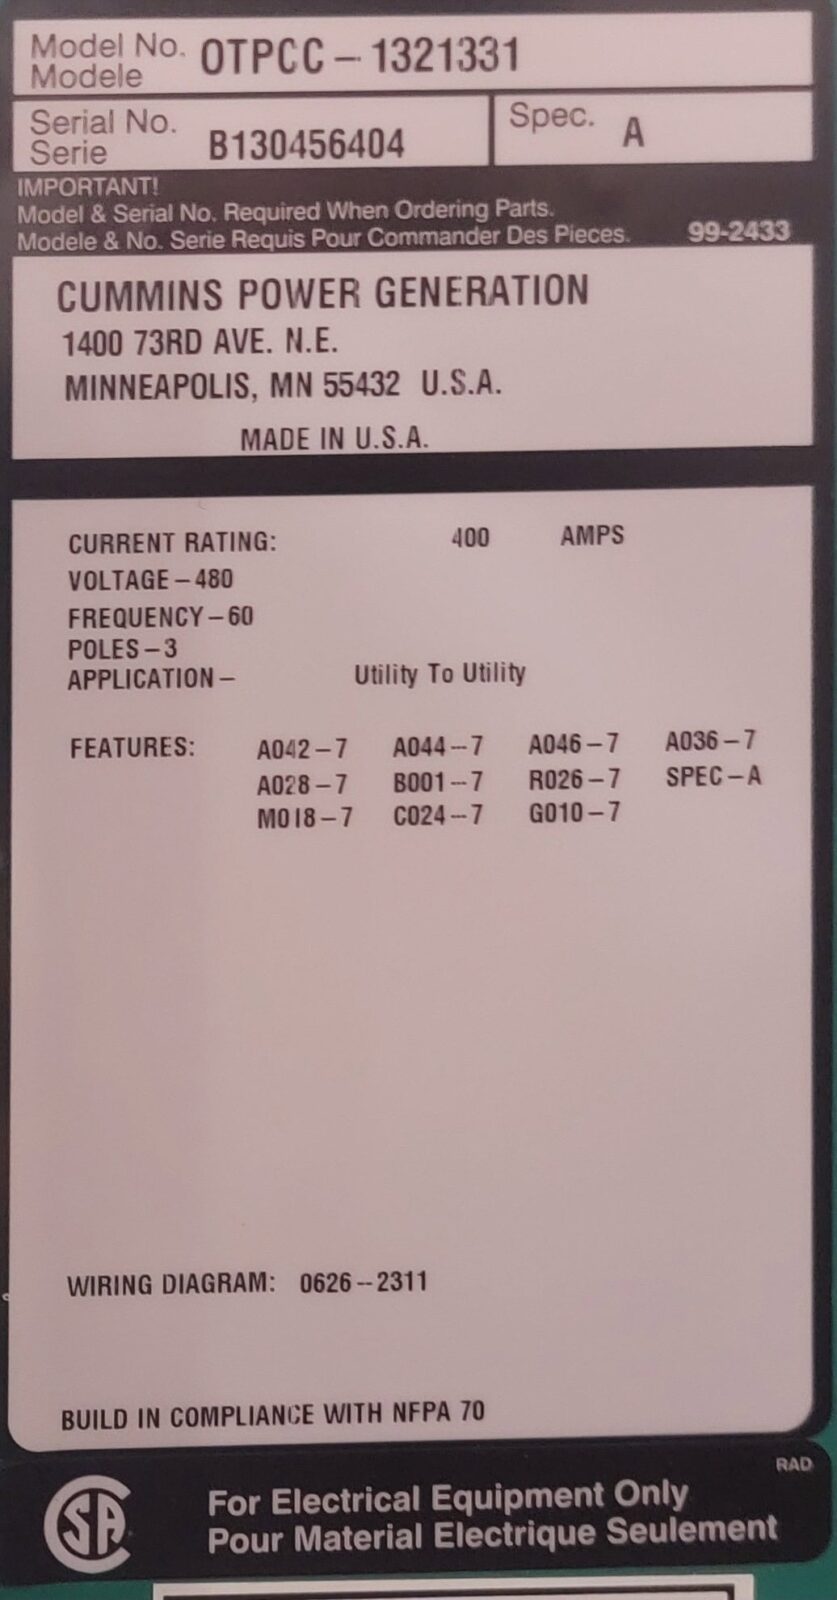 Model No. OTPCC - 1321331
Modele
Serial No. B130456404
Serie
Spec. A
IMPORTANT!
Model & Serial No. Required When Ordering Parts.
Modele & No. Serie Requis Pour Commander Des Pieces. 99-2433
CUMMINS POWER GENERATION
1400 73RD AVE. N.E.
MINNEAPOLIS, MN 55432 U.S.A.
MADE IN U.S.A.
CURRENT RATING: 400 AMPS
VOLTAGE - 480
FREQUENCY - 60
POLES - 3
APPLICATION - Utility To Utility
FEATURES: A042-7 A044--7 A046-7 A036-7
A028-7 B001--7 R026-7 SPEC-A
M018-7 C024--7 G010-7
WIRING DIAGRAM: 0626--2311
BUILD IN COMPLIANCE WITH NFPA 70
RAD
CSA
For Electrical Equipment Only
Pour Material Electrique Seulement